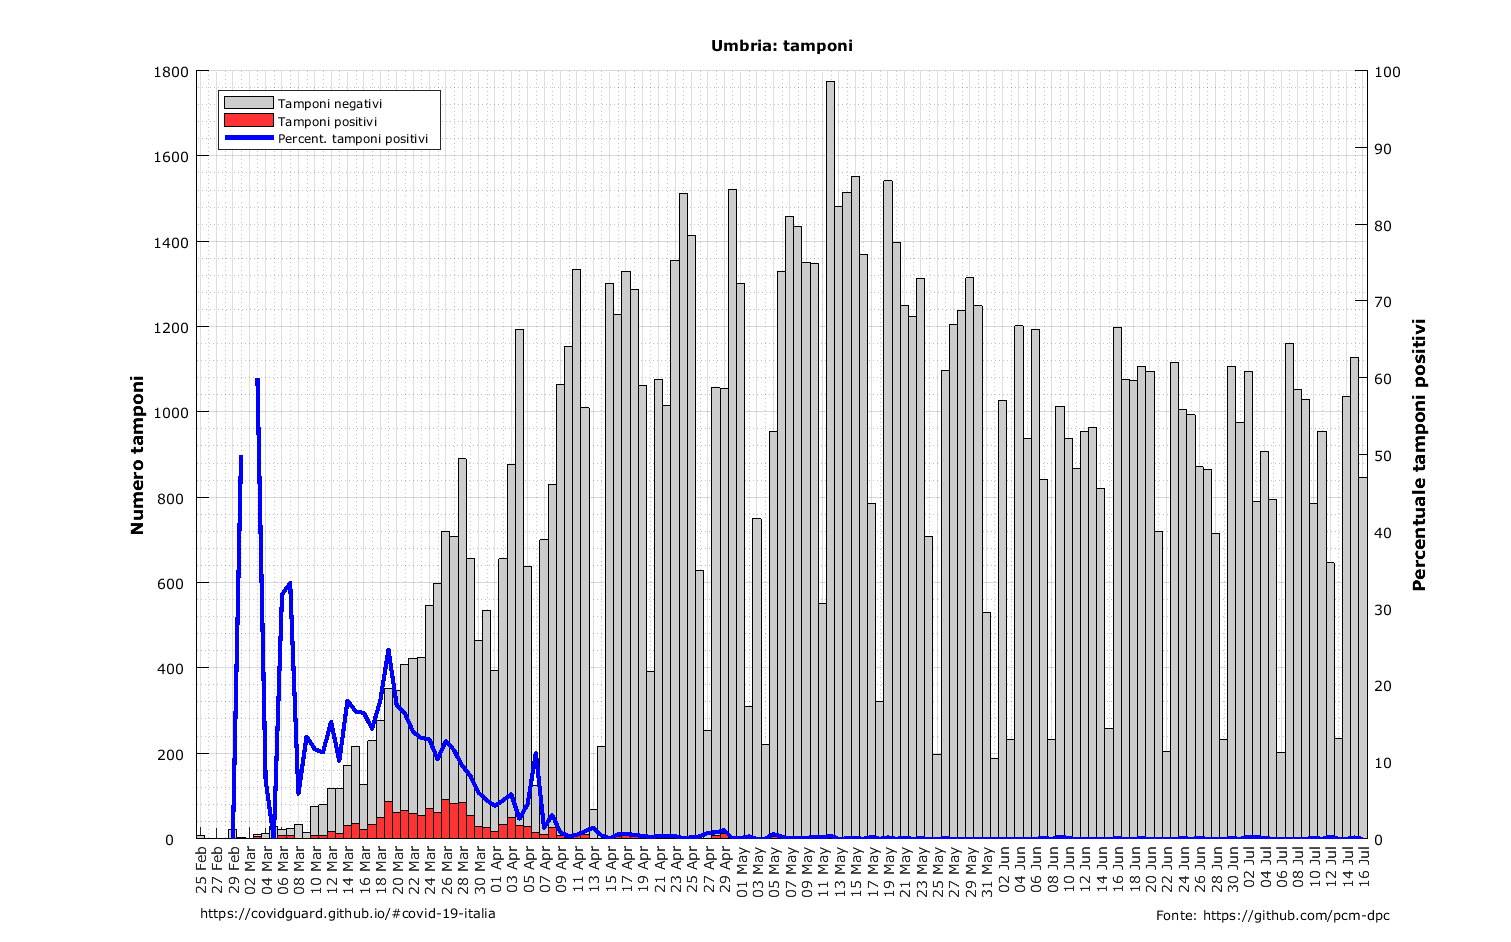 Umbria: tamponi
1800
1600
1400
1200
1000
800
600
400
200
0
Numero tamponi
Tamponi negativi
Tamponi positivi
Percent. tamponi positivi
100
90
80
70
60
50
40
30
20
10
0
Percentuale tamponi positivi
25 Feb
27 Feb
29 Feb
02 Mar
04 Mar
06 Mar
08 Mar
10 Mar
12 Mar
14 Mar
16 Mar
18 Mar
20 Mar
22 Mar
24 Mar
26 Mar
28 Mar
30 Mar
01 Apr
03 Apr
05 Apr
07 Apr
09 Apr
11 Apr
13 Apr
15 Apr
17 Apr
19 Apr
21 Apr
23 Apr
25 Apr
27 Apr
29 Apr
01 May
03 May
05 May
07 May
09 May
11 May
13 May
15 May
17 May
19 May
21 May
23 May
25 May
27 May
29 May
31 May
02 Jun
04 Jun
06 Jun
08 Jun
10 Jun
12 Jun
14 Jun
16 Jun
18 Jun
20 Jun
22 Jun
24 Jun
26 Jun
28 Jun
30 Jun
02 Jul
04 Jul
06 Jul
08 Jul
10 Jul
12 Jul
14 Jul
16 Jul
https://covidguard.github.io/#covid-19-italia
Fonte: https://github.com/pcm-dpc